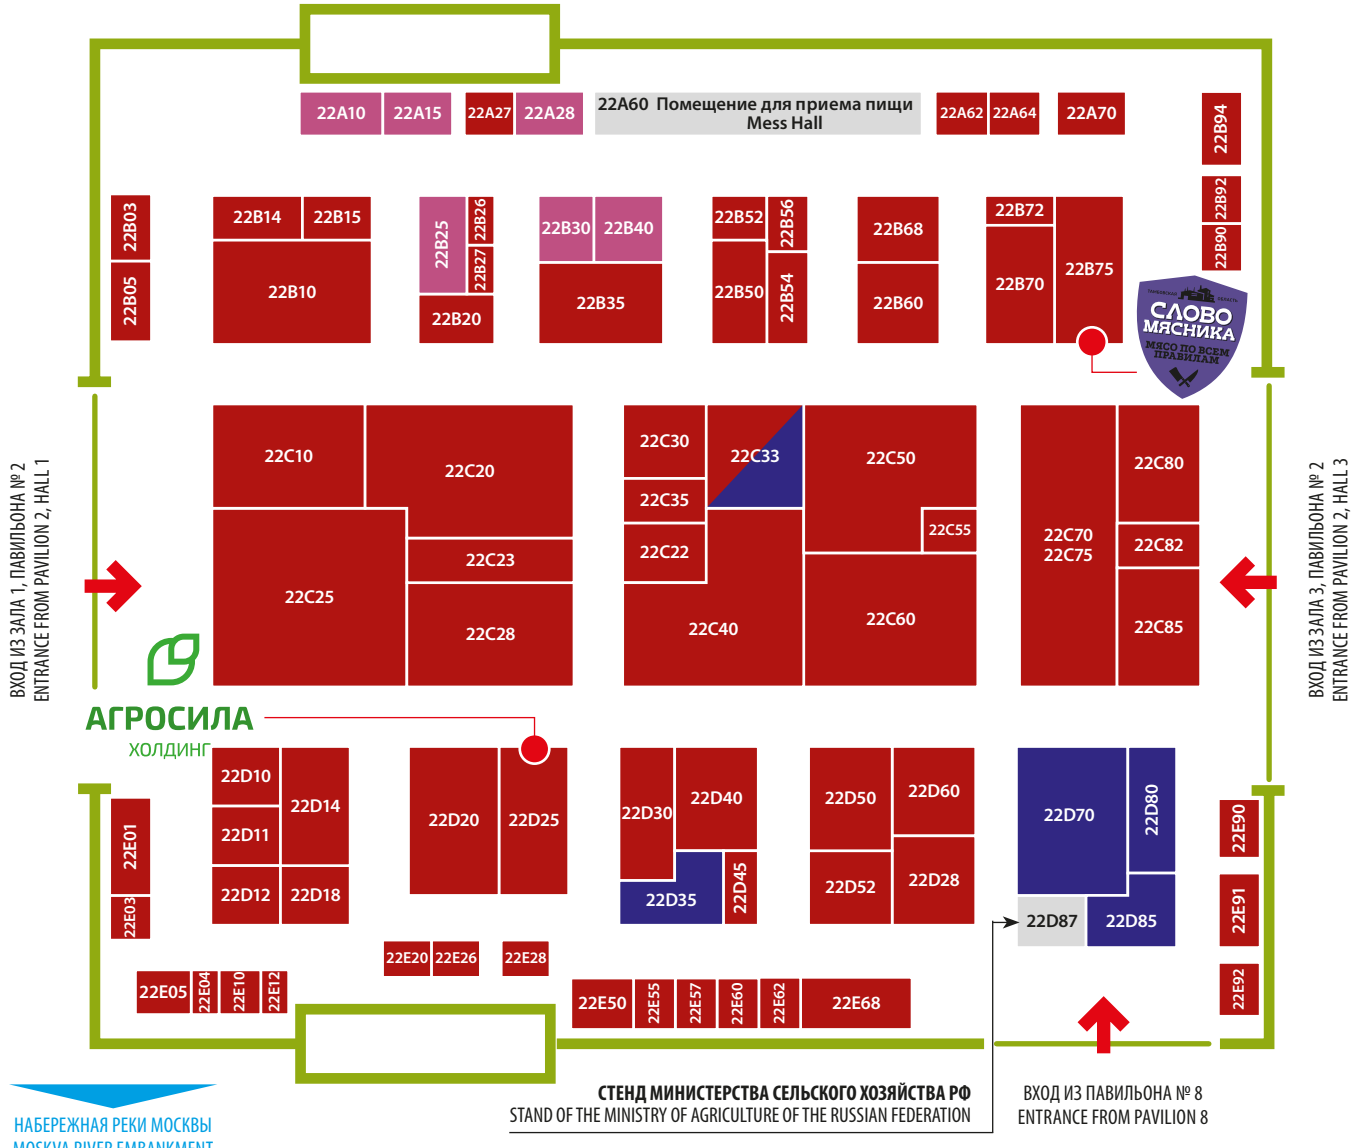 22A10 22A15 22A27 22A28
22A60 Помещение для приема пищи
Mess Hall
22A62 22A64 22A70
22B94
22B92
22B90
22B03
22B05
22B14 22B15
22B10
22B25
22B26
22B27
22B20
22B30 22B40
22B35
22B52
22B56
22B50
22B54
22B68
22B60
22B72
22B70
22B75
ТАМБОВСКАЯ ОБЛАСТЬ
СЛОВО
МЯСНИКА
МЯСО ПО ВСЕМ
ПРАВИЛАМ
ВХОД ИЗ ЗАЛА 1, ПАВИЛЬОНА № 2
ENTRANCE FROM PAVILION 2, HALL 1
22C10
22C20
22C25
22C23
22C28
22C30
22C33
22C35
22C22
22C40
22C50
22C55
22C60
22C70
22C75
22C80
22C82
22C85
ВХОД ИЗ ЗАЛА 3, ПАВИЛЬОНА № 2
ENTRANCE FROM PAVILION 2, HALL 3
АГРОСИЛА
ХОЛДИНГ
22D10
22D11
22D14
22D12
22D18
22D20
22D25
22D30
22D40
22D35
22D45
22D50
22D60
22D52
22D28
22D70
22D80
22D87
22D85
22E01
22E03
22E05
22E04
22E10
22E12
22E20 22E26 22E28
22E50
22E55
22E57
22E60
22E62
22E68
22E90
22E91
22E92
СТЕНД МИНИСТЕРСТВА СЕЛЬСКОГО ХОЗЯЙСТВА РФ
STAND OF THE MINISTRY OF AGRICULTURE OF THE RUSSIAN FEDERATION
ВХОД ИЗ ПАВИЛЬОНА № 8
ENTRANCE FROM PAVILION 8
НАБЕРЕЖНАЯ РЕКИ МОСКВЫ
MOSKVA RIVER EMBANKMENT